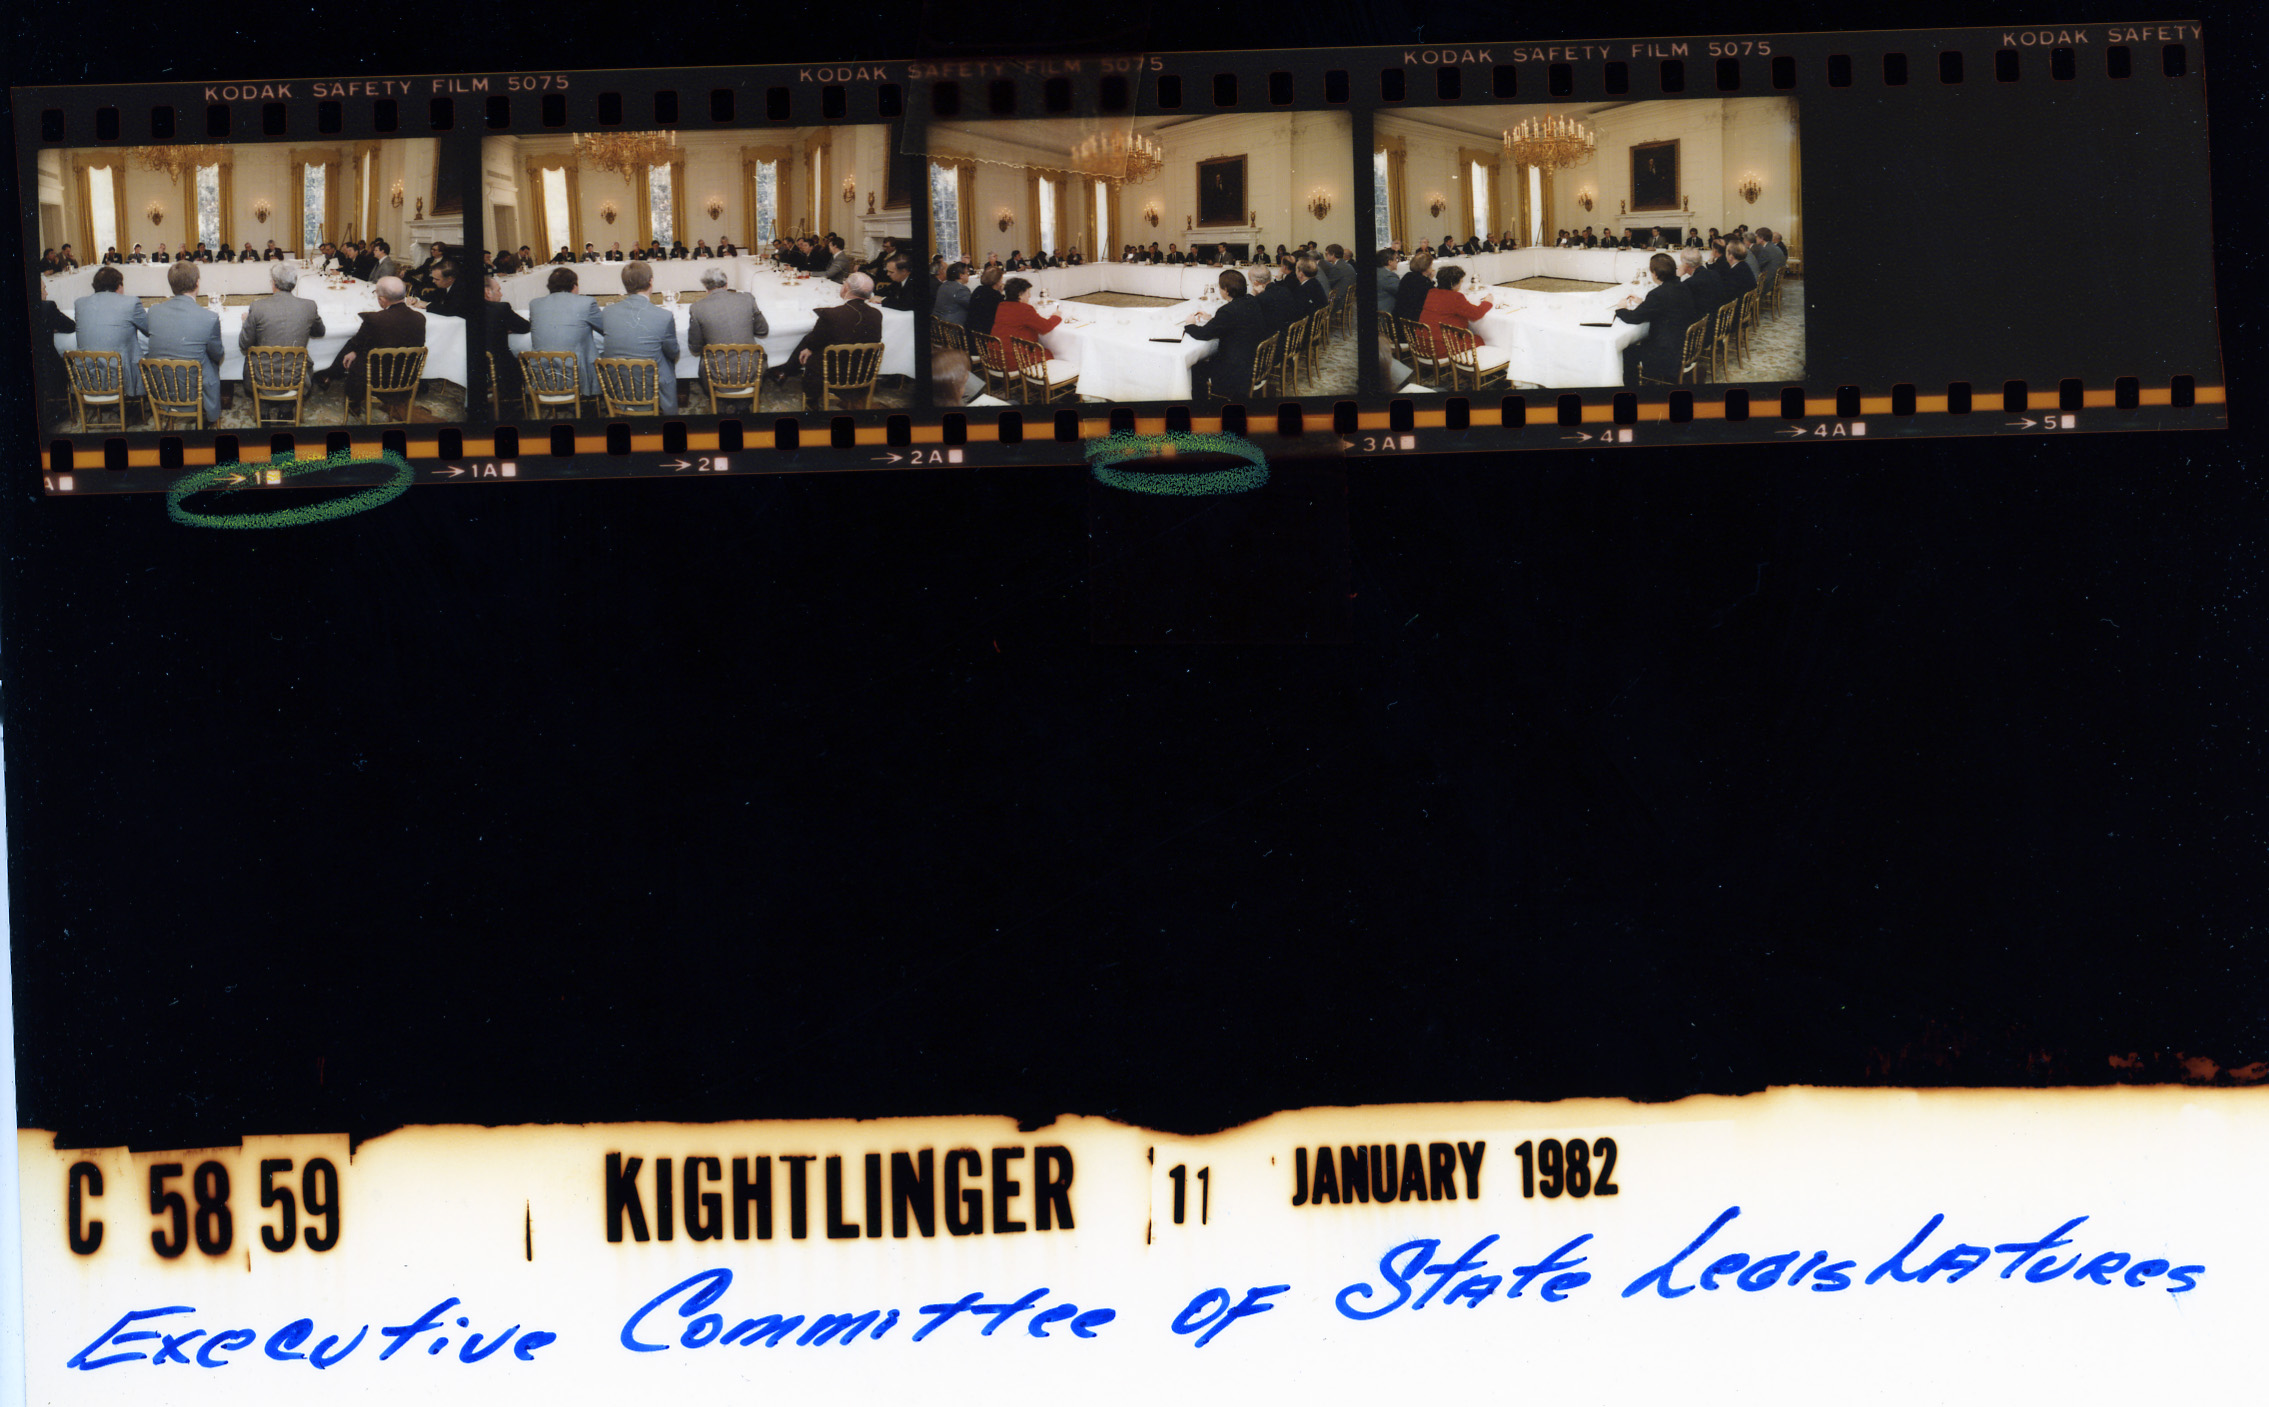 KODAK SAFETY FILM 5075 KODAK SAFETY FILM 5075 KODAK SAFETY FILM 5075 KODAK SAFETY
A →1 →1A →2 →2A 3A →4 →4A →5
C 58 59 KIGHTLINGER 11 JANUARY 1982
Executive Committee OF State Legislatures